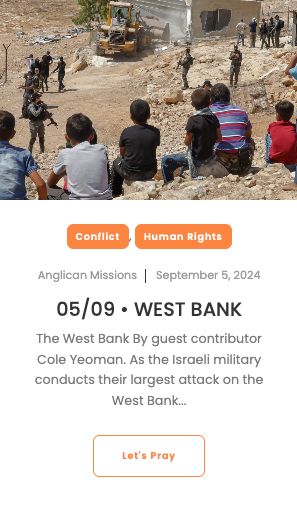 Conflict, Human Rights
Anglican Missions | September 5, 2024
05/09 • WEST BANK
The West Bank By guest contributor
Cole Yeoman. As the Israeli military
conducts their largest attack on the
West Bank...
Let's Pray